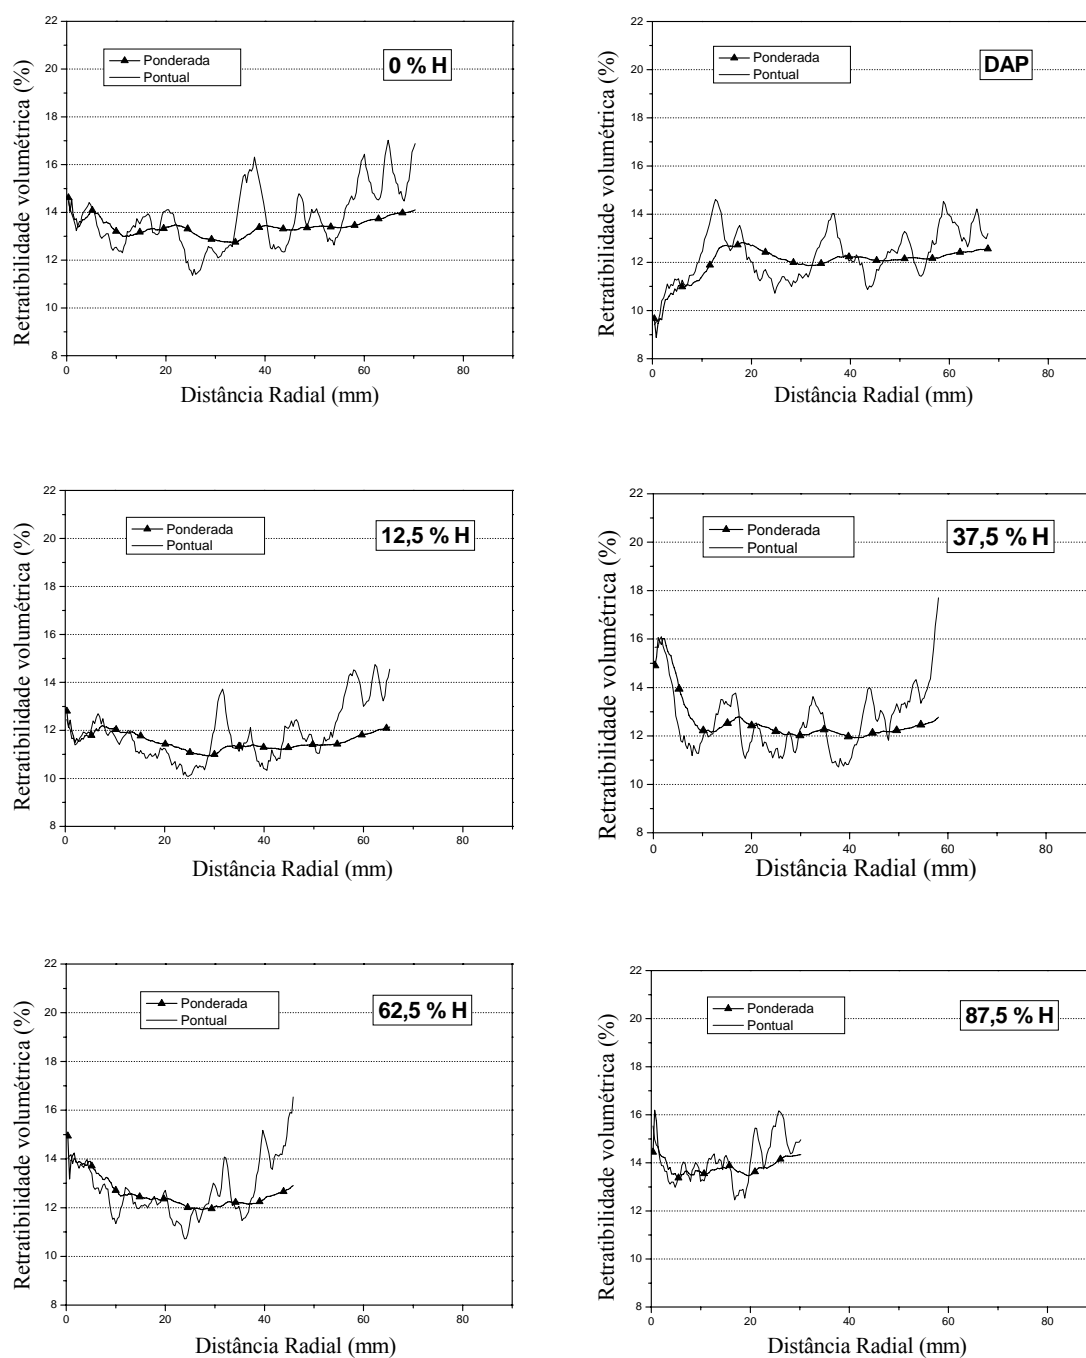 22
20
18
16
14
12
10
8
Retratibilidade volumétrica (%)
Ponderada
Pontual
0 % H
0 20 40 60 80
Distância Radial (mm)
22
20
18
16
14
12
10
8
Retratibilidade volumétrica (%)
Ponderada
Pontual
DAP
0 20 40 60 80
Distância Radial (mm)
22
20
18
16
14
12
10
8
Retratibilidade volumétrica (%)
Ponderada
Pontual
12,5 % H
0 20 40 60 80
Distância Radial (mm)
22
20
18
16
14
12
10
8
Retratibilidade volumétrica (%)
Ponderada
Pontual
37,5 % H
0 20 40 60 80
Distância Radial (mm)
22
20
18
16
14
12
10
8
Retratibilidade volumétrica (%)
Ponderada
Pontual
62,5 % H
0 20 40 60 80
Distância Radial (mm)
22
20
18
16
14
12
10
8
Retratibilidade volumétrica (%)
Ponderada
Pontual
87,5 % H
0 20 40 60 80
Distância Radial (mm)